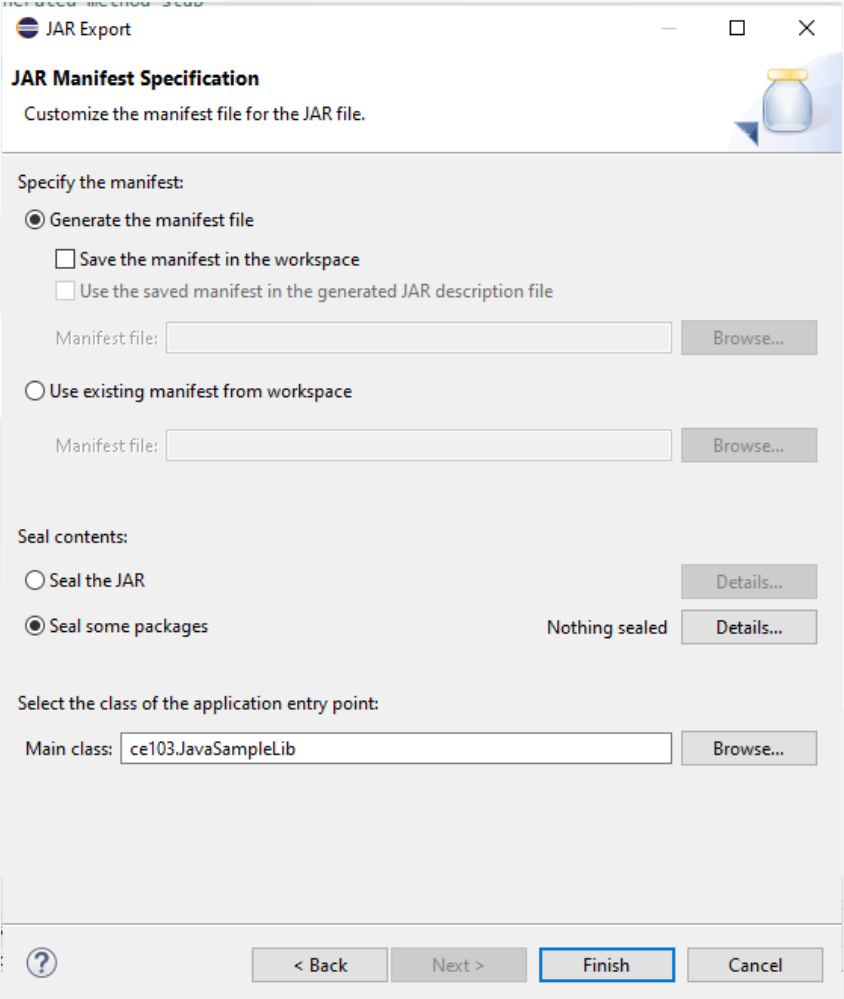 JAR Export
JAR Manifest Specification
Customize the manifest file for the JAR file.
Specify the manifest:
Generate the manifest file
Save the manifest in the workspace
Use the saved manifest in the generated JAR description file
Manifest file: Browse...
Use existing manifest from workspace
Manifest file: Browse...
Seal contents:
Seal the JAR Details...
Seal some packages Nothing sealed Details...
Select the class of the application entry point:
Main class: ce103.JavaSampleLib Browse...
? < Back Next > Finish Cancel